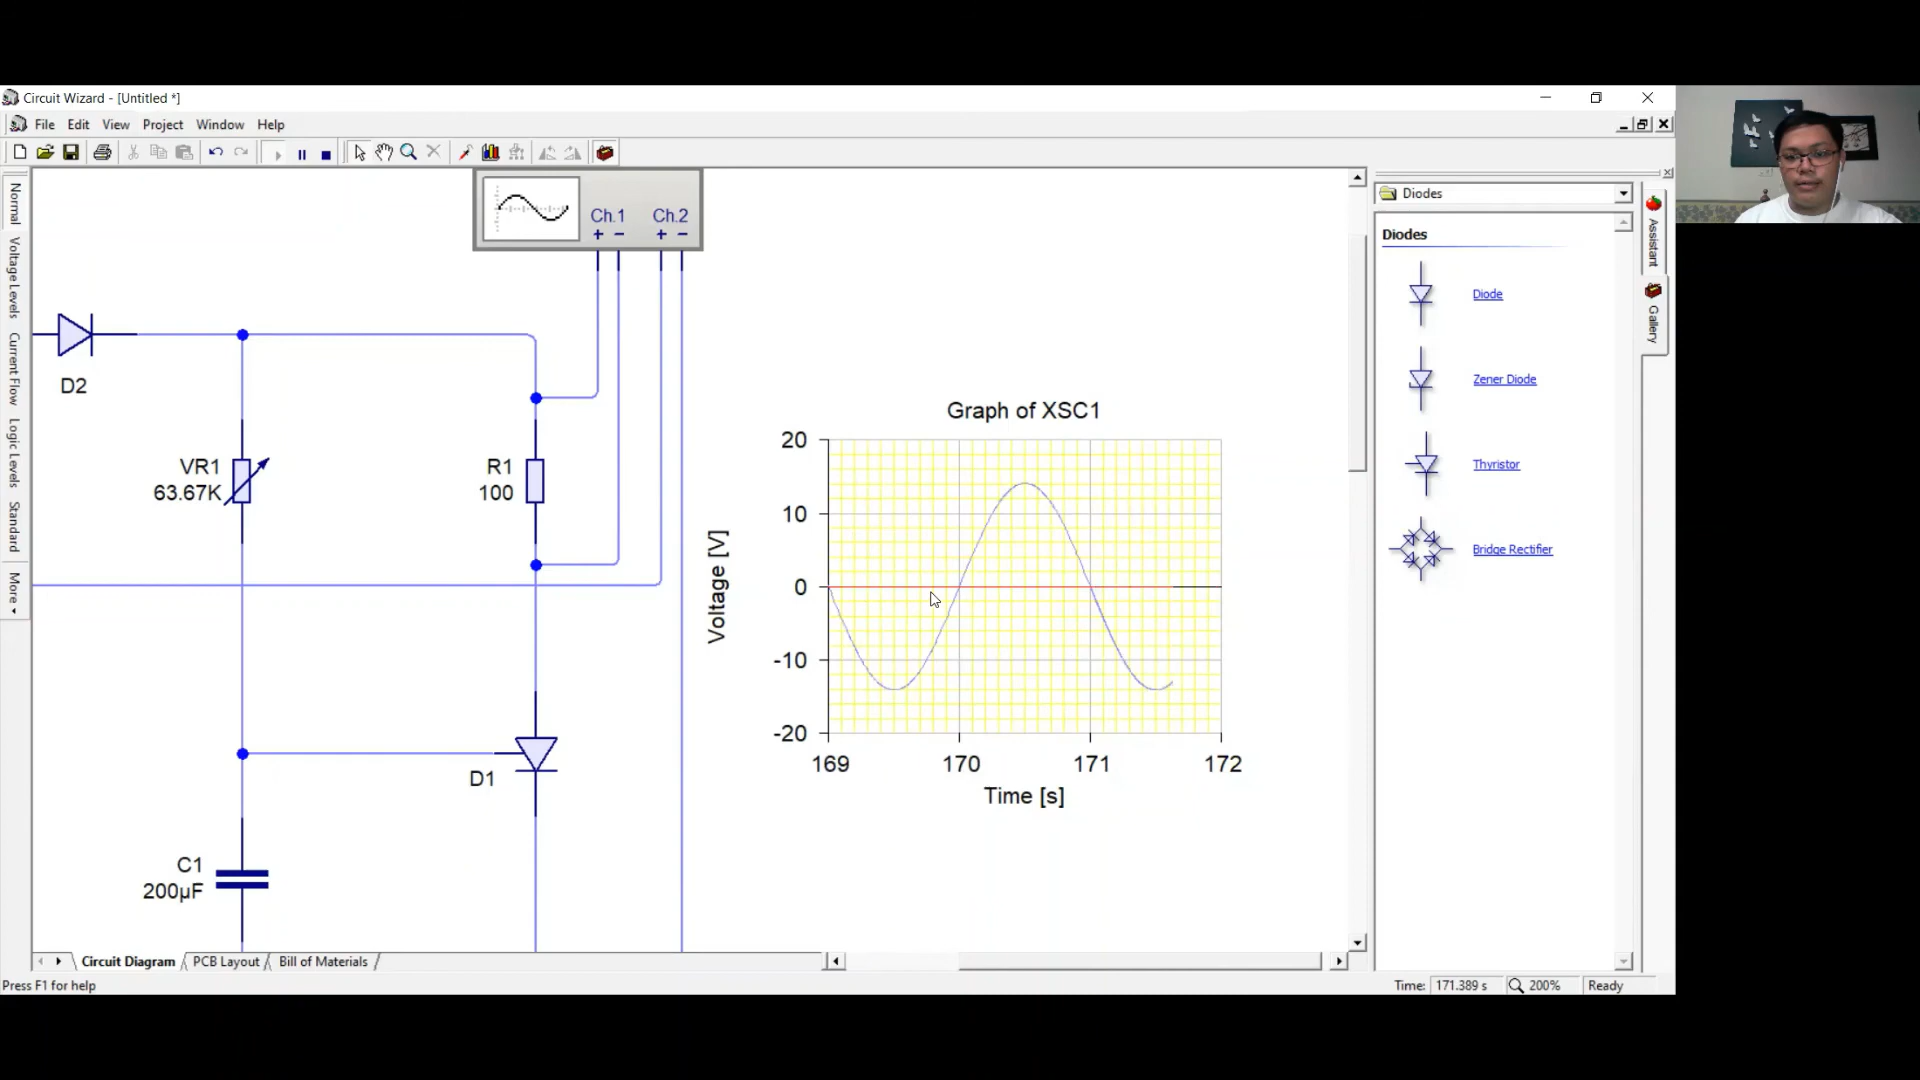 Circuit Wizard - [Untitled *]
File Edit View Project Window Help
Normal
Voltage Levels
Current Flow
Logic Levels
Standard
More
Ch.1 Ch.2
+ − + −
D2
VR1
63.67K
R1
100
D1
C1
200µF
Graph of XSC1
Voltage [V]
20
10
0
-10
-20
169 170 171 172
Time [s]
Diodes
Diodes
Diode
Zener Diode
Thyristor
Bridge Rectifier
Assistant
Gallery
Circuit Diagram PCB Layout Bill of Materials
Press F1 for help
Time: 171.389 s 200% Ready